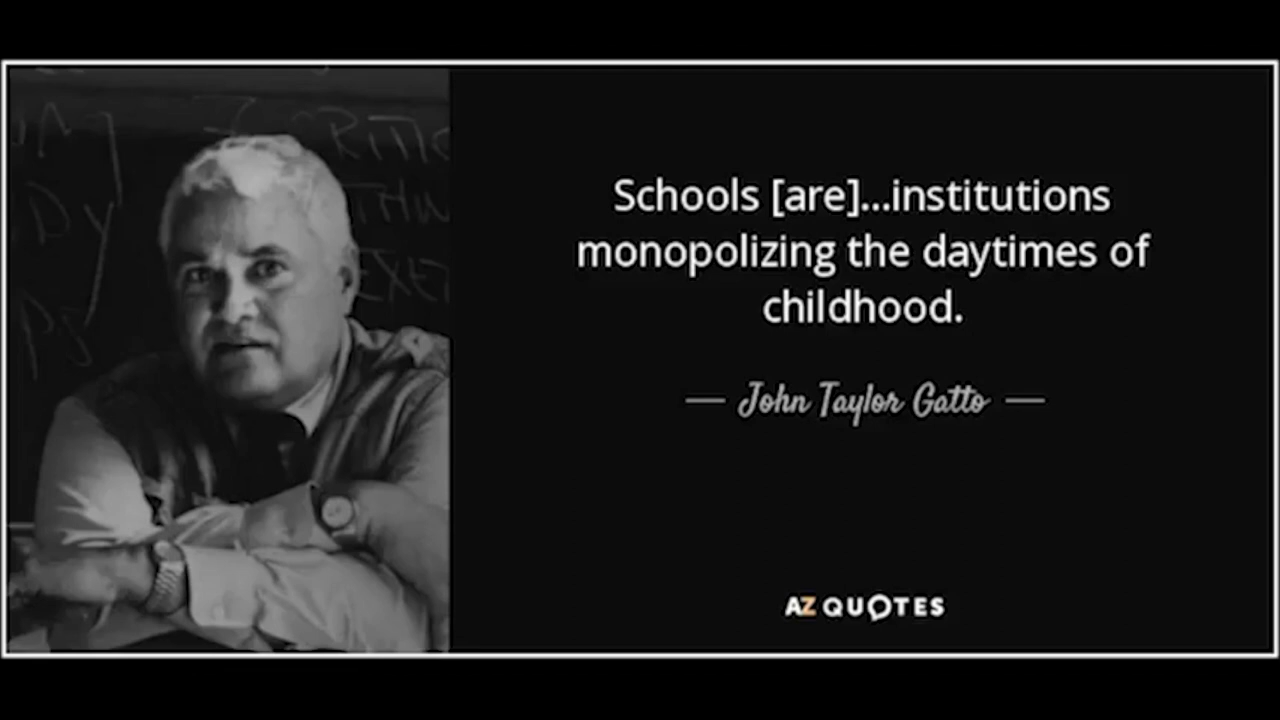 Schools [are]...institutions
monopolizing the daytimes of
childhood.
— John Taylor Gatto —
AZ QUOTES